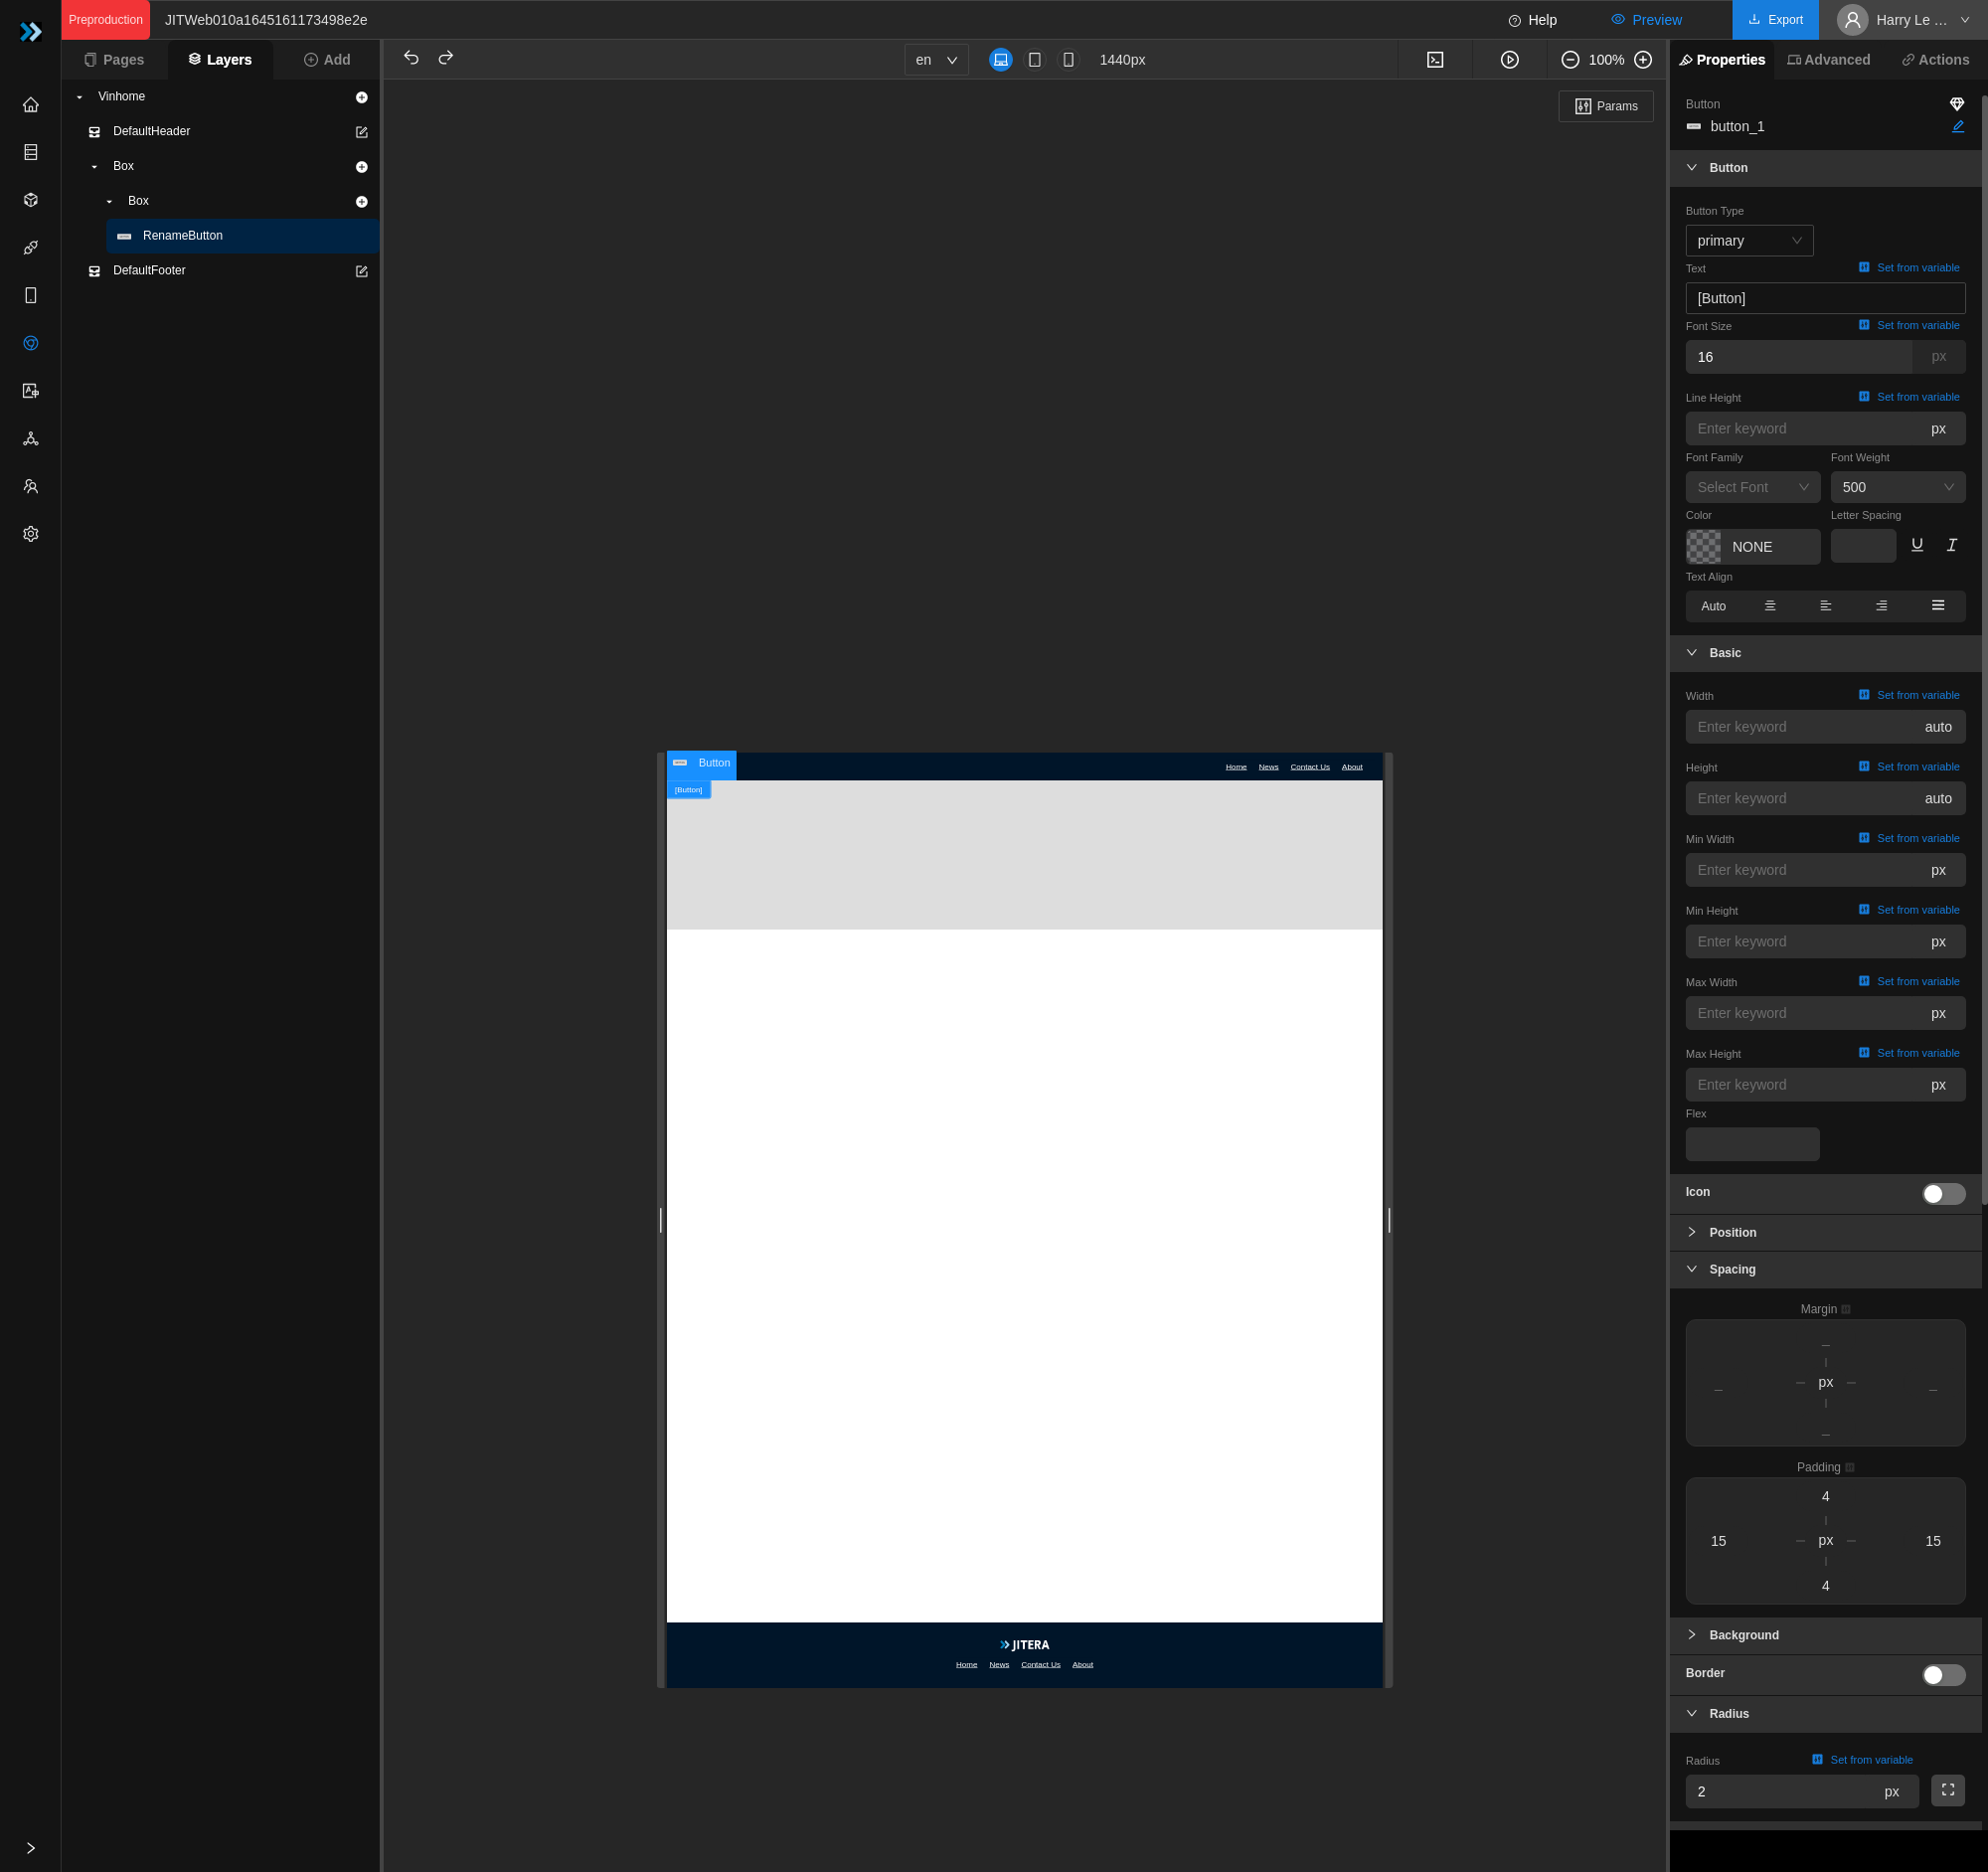 Preproduction
JITWeb010a1645161173498e2e
Help
Preview
Export
Harry Le ...
Pages
Layers
Add
en
1440px
100%
Properties
Advanced
Actions
Vinhome
DefaultHeader
Box
Box
RenameButton
DefaultFooter
Params
Button
Home News Contact Us About
[Button]
JITERA
Home News Contact Us About
Button
button_1
Button
Button Type
primary
Text Set from variable
[Button]
Font Size Set from variable
16 px
Line Height Set from variable
Enter keyword px
Font Family Font Weight
Select Font 500
Color Letter Spacing
NONE
Text Align
Auto
Basic
Width Set from variable
Enter keyword auto
Height Set from variable
Enter keyword auto
Min Width Set from variable
Enter keyword px
Min Height Set from variable
Enter keyword px
Max Width Set from variable
Enter keyword px
Max Height Set from variable
Enter keyword px
Flex
Icon
Position
Spacing
Margin
px
Padding
4
15 px 15
4
Background
Border
Radius
Radius Set from variable
2 px